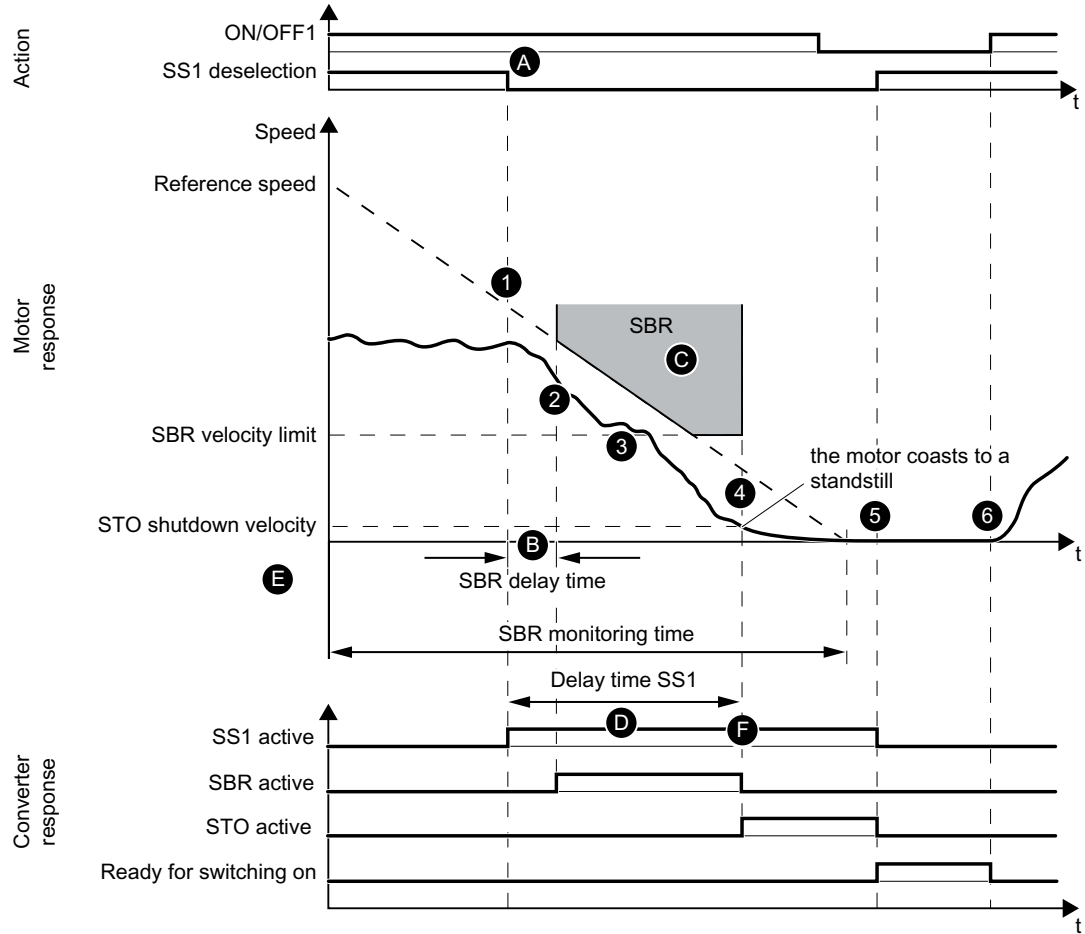 Action
ON/OFF1
A
SS1 deselection
t
Motor
response
Speed
Reference speed
1
SBR
C
2
SBR velocity limit
3
the motor coasts to a
standstill
4
5
6
STO shutdown velocity
B
t
E
SBR delay time
SBR monitoring time
Delay time SS1
D
F
Converter
response
SS1 active
SBR active
STO active
Ready for switching on
t